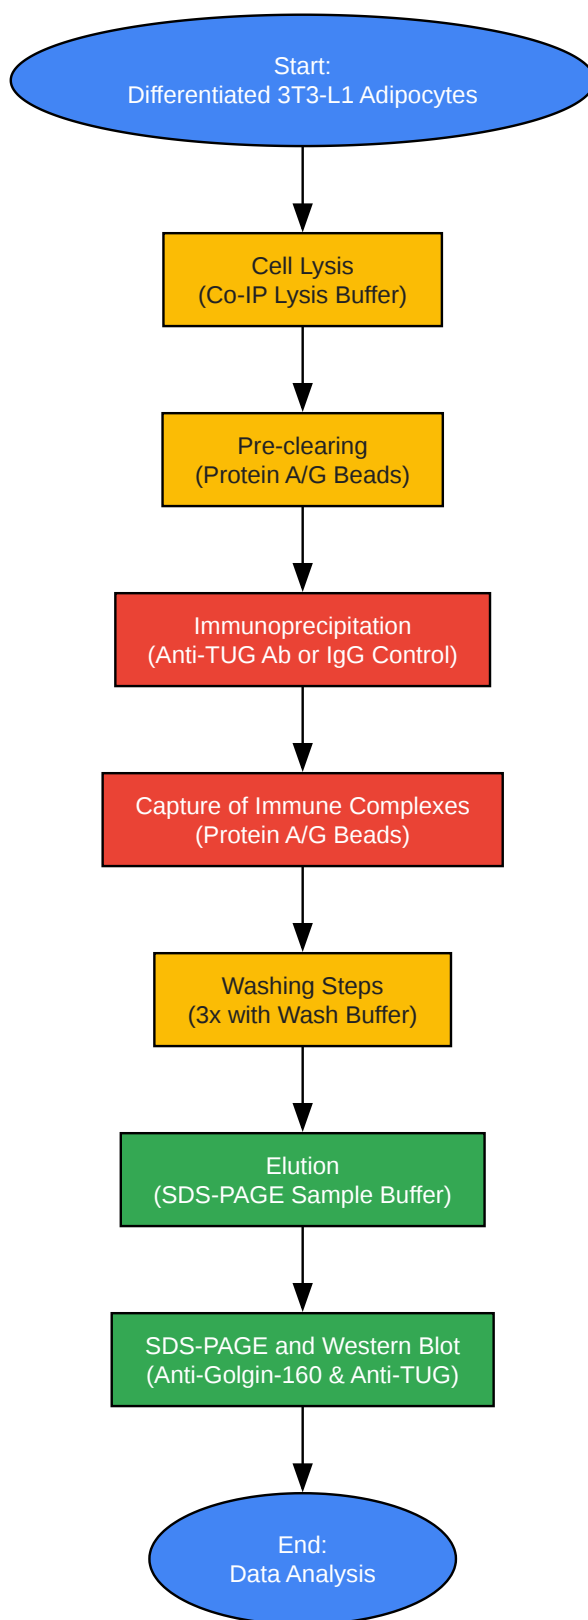 Start:
Differentiated 3T3-L1 Adipocytes
Cell Lysis
(Co-IP Lysis Buffer)
Pre-clearing
(Protein A/G Beads)
Immunoprecipitation
(Anti-TUG Ab or IgG Control)
Capture of Immune Complexes
(Protein A/G Beads)
Washing Steps
(3x with Wash Buffer)
Elution
(SDS-PAGE Sample Buffer)
SDS-PAGE and Western Blot
(Anti-Golgin-160 & Anti-TUG)
End:
Data Analysis